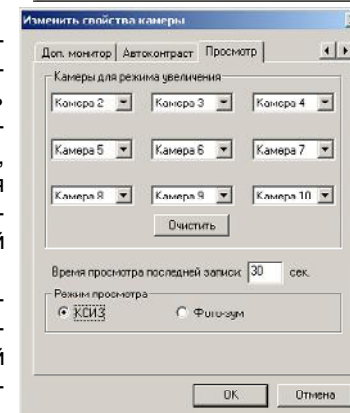 Изменить свойства камеры
Доп. монитор Автоконтраст Просмотр
Камеры для режима увеличения
Камера 2 Камера 3 Камера 4
Камера 5 Камера 6 Камера 7
Камера 8 Камера 9 Камера 10
Очистить
Время просмотра последней записи: 30 сек.
Режим просмотра
КСИЗ Фото-зум
OK Отмена